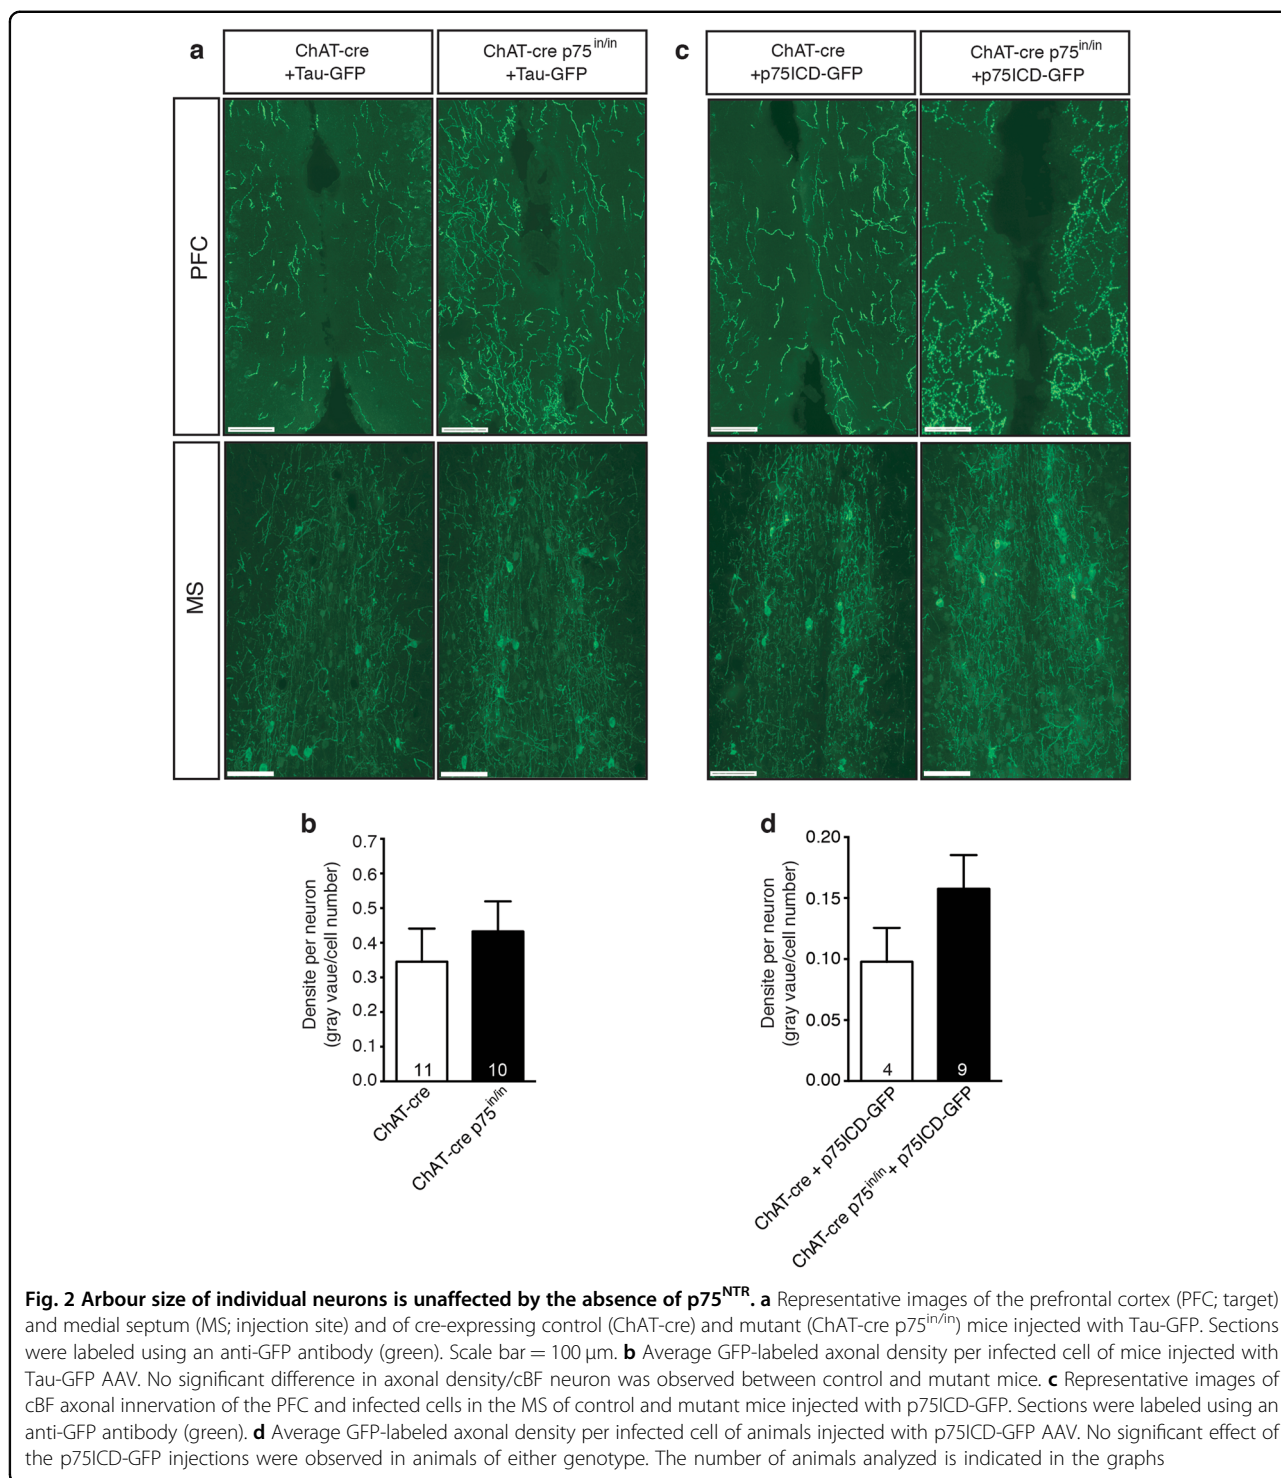 a
ChAT-cre
+Tau-GFP
ChAT-cre p75in/in
+Tau-GFP
c
ChAT-cre
+p75ICD-GFP
ChAT-cre p75in/in
+p75ICD-GFP
PFC
MS
b
Densite per neuron
(gray vaue/cell number)
0.7
0.6
0.5
0.4
0.3
0.2
0.1
0.0
11
10
ChAT-cre
ChAT-cre p75in/in
d
Densite per neuron
(gray vaue/cell number)
0.20
0.15
0.10
0.05
0.00
4
9
ChAT-cre + p75ICD-GFP
ChAT-cre p75in/in + p75ICD-GFP
Fig. 2 Arbour size of individual neurons is unaffected by the absence of p75NTR. a Representative images of the prefrontal cortex (PFC; target)
and medial septum (MS; injection site) and of cre-expressing control (ChAT-cre) and mutant (ChAT-cre p75in/in) mice injected with Tau-GFP. Sections
were labeled using an anti-GFP antibody (green). Scale bar = 100 μm. b Average GFP-labeled axonal density per infected cell of mice injected with
Tau-GFP AAV. No significant difference in axonal density/cBF neuron was observed between control and mutant mice. c Representative images of
cBF axonal innervation of the PFC and infected cells in the MS of control and mutant mice injected with p75ICD-GFP. Sections were labeled using an
anti-GFP antibody (green). d Average GFP-labeled axonal density per infected cell of animals injected with p75ICD-GFP AAV. No significant effect of
the p75ICD-GFP injections were observed in animals of either genotype. The number of animals analyzed is indicated in the graphs